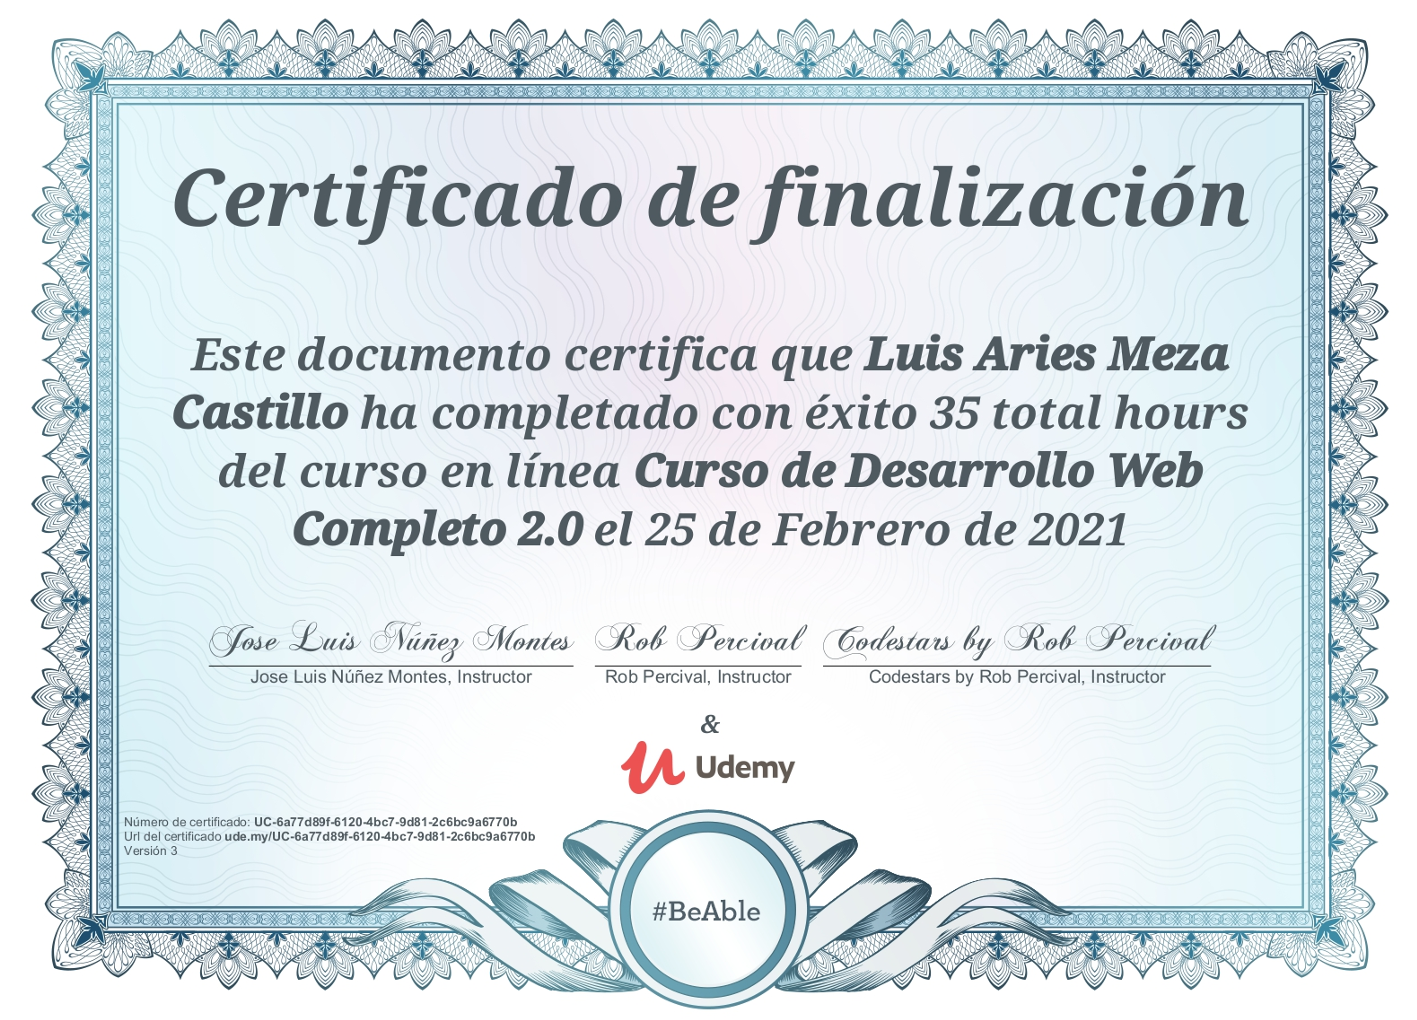 Certificado de finalización
Este documento certifica que Luis Aries Meza
Castillo ha completado con éxito 35 total hours
del curso en línea Curso de Desarrollo Web
Completo 2.0 el 25 de Febrero de 2021
Jose Luis Núñez Montes Rob Percival Codestars by Rob Percival
Jose Luis Núñez Montes, Instructor Rob Percival, Instructor Codestars by Rob Percival, Instructor
&
Udemy
Número de certificado: UC-6a77d89f-6120-4bc7-9d81-2c6bc9a6770b
Url del certificado ude.my/UC-6a77d89f-6120-4bc7-9d81-2c6bc9a6770b
Versión 3
#BeAble